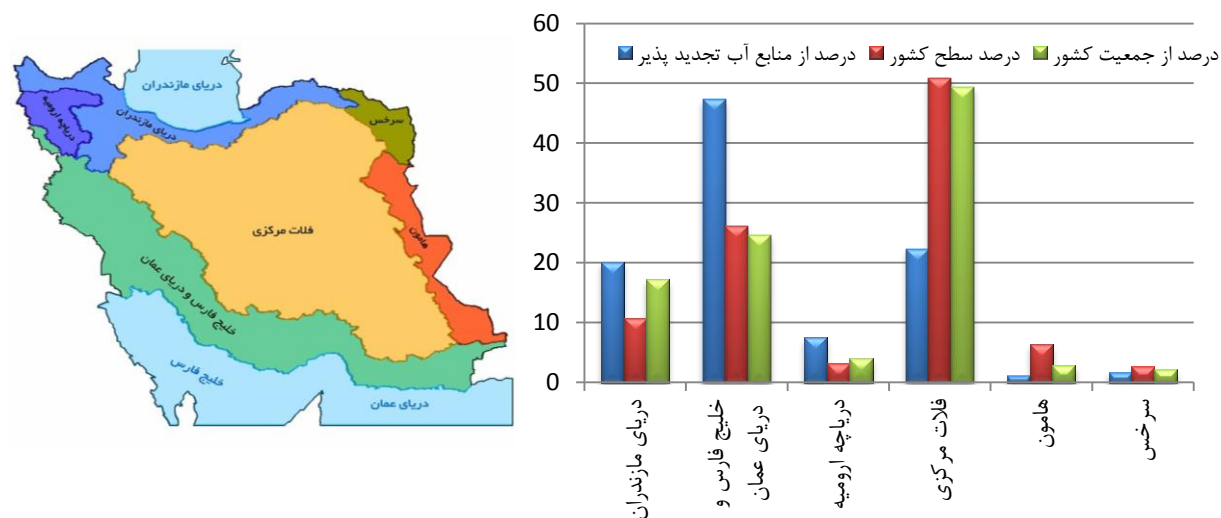 دریای مازندران
دریاچه ارومیه
دریای مازندران
سرخس
فلات مرکزی
هامون
خلیج فارس و دریای عمان
خلیج فارس
دریای عمان
60
50
40
30
20
10
0
درصد از منابع آب تجدید پذیر
درصد سطح کشور
درصد از جمعیت کشور
دریای مازندران
خلیج فارس و
دریای عمان
دریاچه ارومیه
فلات مرکزی
هامون
سرخس